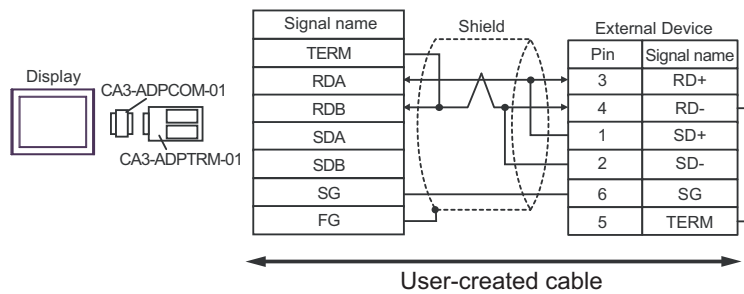 Display
CA3-ADPCOM-01
CA3-ADPTRM-01
Signal name
TERM
RDA
RDB
SDA
SDB
SG
FG
Shield
External Device
Pin Signal name
3 RD+
4 RD-
1 SD+
2 SD-
6 SG
5 TERM
User-created cable